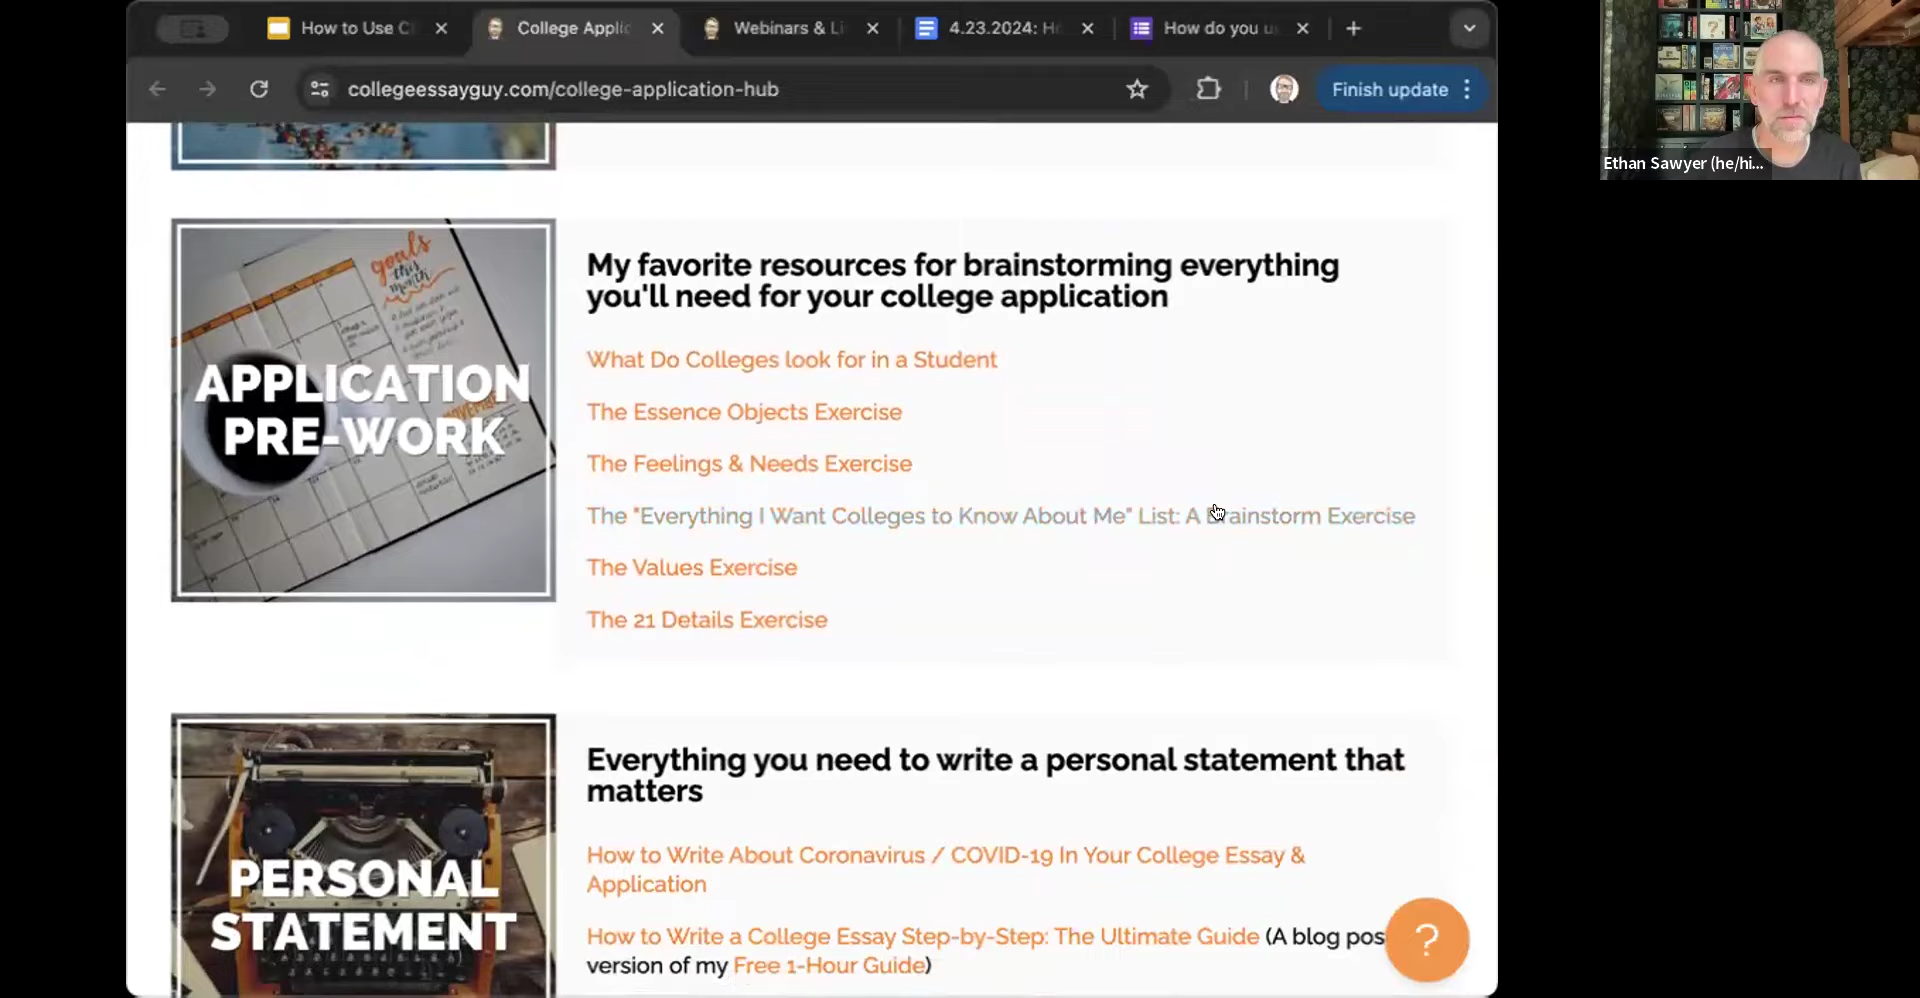 How to Use C
College Applic
Webinars & Li
4.23.2024: Ho
How do you u
collegeessayguy.com/college-application-hub
Finish update
Ethan Sawyer (he/hi...
goals
this
month:
APPLICATION
PRE-WORK
My favorite resources for brainstorming everything
you'll need for your college application
What Do Colleges look for in a Student
The Essence Objects Exercise
The Feelings & Needs Exercise
The "Everything I Want Colleges to Know About Me" List: A Brainstorm Exercise
The Values Exercise
The 21 Details Exercise
PERSONAL
STATEMENT
Everything you need to write a personal statement that
matters
How to Write About Coronavirus / COVID-19 In Your College Essay &
Application
How to Write a College Essay Step-by-Step: The Ultimate Guide (A blog pos
version of my Free 1-Hour Guide)
?